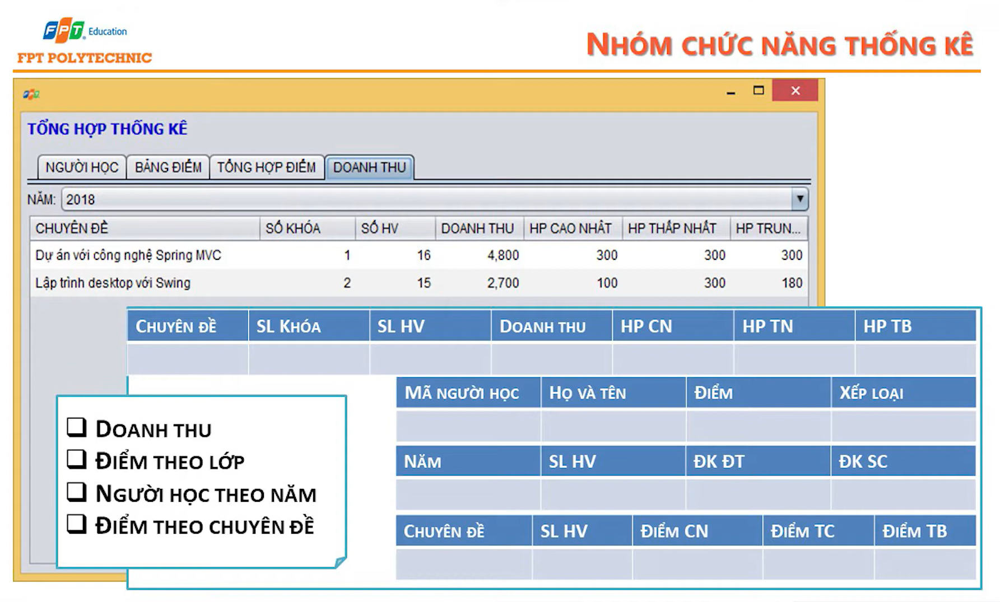 FPT Education
FPT POLYTECHNIC
NHÓM CHỨC NĂNG THỐNG KÊ
FPT
TỔNG HỢP THỐNG KÊ
NGƯỜI HỌC BẢNG ĐIỂM TỔNG HỢP ĐIỂM DOANH THU
NĂM: 2018
CHUYÊN ĐỀ SỐ KHÓA SỐ HV DOANH THU HP CAO NHẤT HP THẤP NHẤT HP TRUN...
Dự án với công nghệ Spring MVC 1 16 4,800 300 300 300
Lập trình desktop với Swing 2 15 2,700 100 300 180
CHUYÊN ĐỀ SL KHÓA SL HV DOANH THU HP CN HP TN HP TB
MÃ NGƯỜI HỌC HỌ VÀ TÊN ĐIỂM XẾP LOẠI
NĂM SL HV ĐK ĐT ĐK SC
CHUYÊN ĐỀ SL HV ĐIỂM CN ĐIỂM TC ĐIỂM TB
❑ DOANH THU
❑ ĐIỂM THEO LỚP
❑ NGƯỜI HỌC THEO NĂM
❑ ĐIỂM THEO CHUYÊN ĐỀ